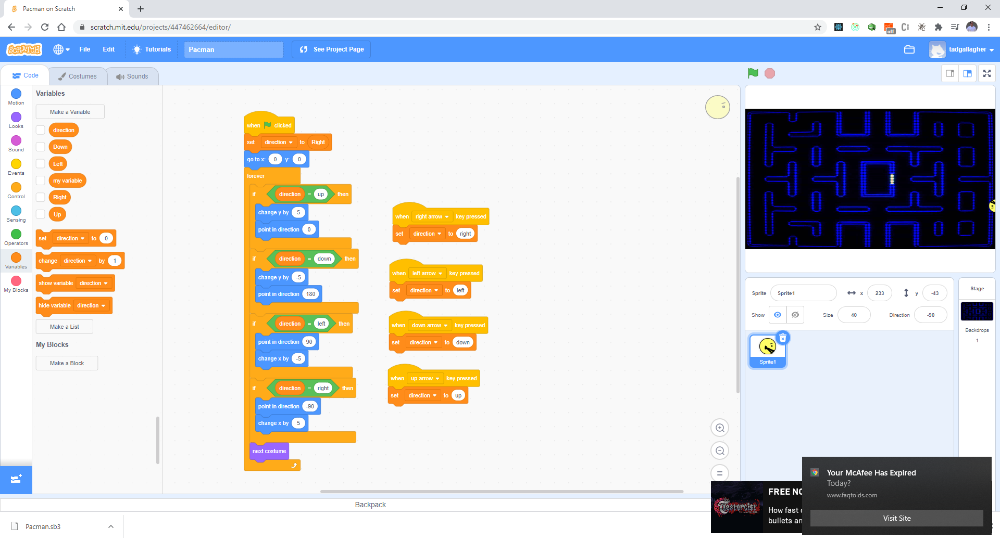 Pacman on Scratch
scratch.mit.edu/projects/447462664/editor/
off
SCRATCH
File
Edit
Tutorials
Pacman
See Project Page
tadgallagher
Code
Costumes
Sounds
Motion
Looks
Sound
Events
Control
Sensing
Operators
Variables
My Blocks
Variables
Make a Variable
direction
Down
Left
my variable
Right
Up
set direction to 0
change direction by 1
show variable direction
hide variable direction
Make a List
My Blocks
Make a Block
when clicked
set direction to Right
go to x: 0 y: 0
forever
if direction = up then
change y by 5
point in direction 0
if direction = down then
change y by -5
point in direction 180
if direction = left then
point in direction 90
change x by -5
if direction = right then
point in direction -90
change x by 5
next costume
when right arrow key pressed
set direction to right
when left arrow key pressed
set direction to left
when down arrow key pressed
set direction to down
when up arrow key pressed
set direction to up
Sprite Sprite1 x 233 y -43
Show Size 40 Direction -90
Sprite1
Stage
Backdrops
1
Backpack
Pacman.sb3
FREE NO
How fast
bullets an
Your McAfee Has Expired
Today?
www.faqtoids.com
Visit Site